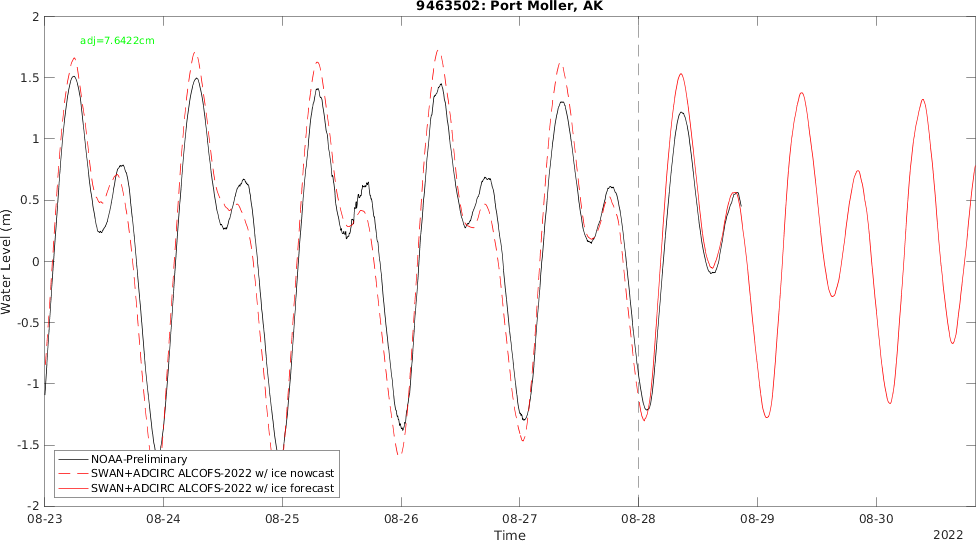 9463502: Port Moller, AK
adj=7.6422cm
Water Level (m)
2
1.5
1
0.5
0
-0.5
-1
-1.5
-2
NOAA-Preliminary
SWAN+ADCIRC ALCOFS-2022 w/ ice nowcast
SWAN+ADCIRC ALCOFS-2022 w/ ice forecast
08-23 08-24 08-25 08-26 08-27 08-28 08-29 08-30
Time
2022